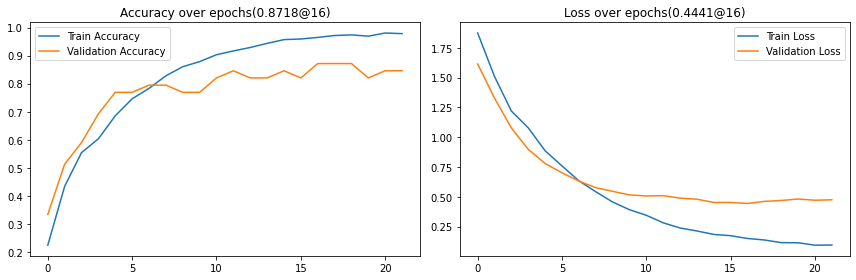 Accuracy over epochs(0.8718@16)
Train Accuracy
Validation Accuracy
1.0
0.9
0.8
0.7
0.6
0.5
0.4
0.3
0.2
0 5 10 15 20
Loss over epochs(0.4441@16)
Train Loss
Validation Loss
1.75
1.50
1.25
1.00
0.75
0.50
0.25
0 5 10 15 20